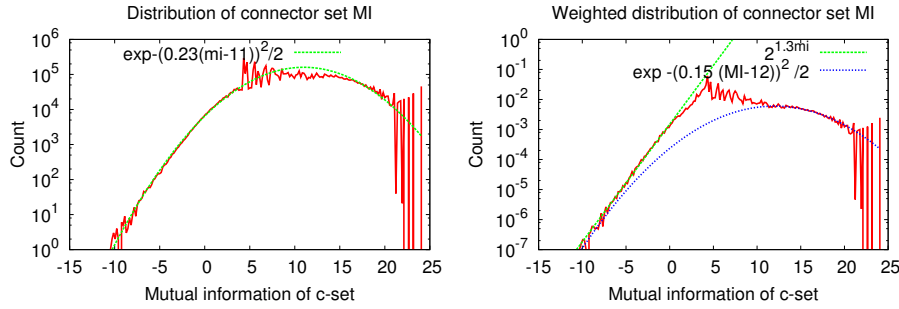 Distribution of connector set MI
Count
10^6
10^5
10^4
10^3
10^2
10^1
10^0
exp-(0.23(mi-11))^2/2
-15 -10 -5 0 5 10 15 20 25
Mutual information of c-set
Weighted distribution of connector set MI
Count
10^0
10^-1
10^-2
10^-3
10^-4
10^-5
10^-6
10^-7
2^1.3mi
exp -(0.15 (MI-12))^2 /2
-15 -10 -5 0 5 10 15 20 25
Mutual information of c-set